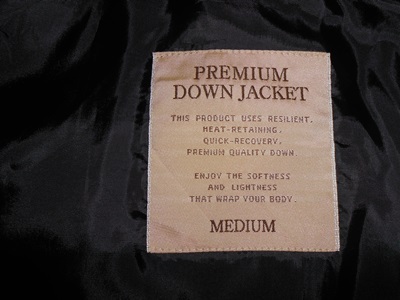 PREMIUM
DOWN JACKET
THIS PRODUCT USES RESILIENT.
HEAT-RETAINING.
QUICK-RECOVERY.
PREMIUM QUALITY DOWN.
ENJOY THE SOFTNESS
AND LIGHTNESS
THAT WRAP YOUR BODY.
MEDIUM